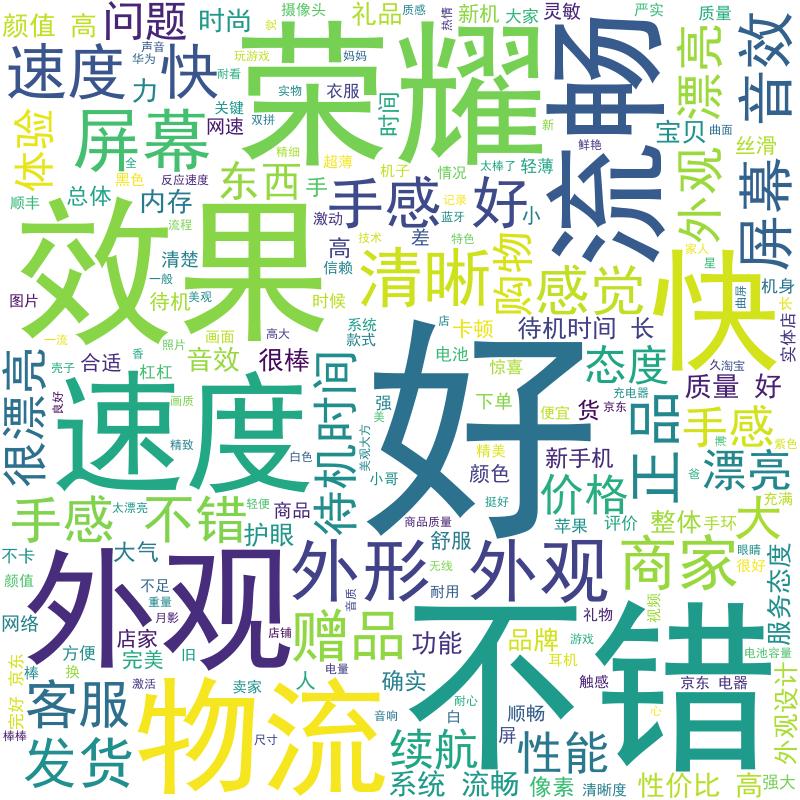 颜值 高
问题
时尚
摄像头
礼品
质感
热情
新机
大家
灵敏
严实
质量
速度 快
声音
华为
觉
玩游戏
耐看
妈妈
荣耀
流畅
漂亮
音效
力
关键
实物
衣服
体验
屏幕
网速
双拼
时间
新
鲜艳
宝贝
曲面
丝滑
全
黑色
反应速度
精细
超薄
机子
情况
太棒了
轻薄
外观
屏幕
顺丰
总体
内存
东西
手
手感 好
小
激动
记录
蓝牙
效果
流程
清楚
一般
美观
高
信赖
差
技术
特色
清晰
购物
感觉
快
家人
星
机身
曲屏
长
实体店
图片
待机
时候
系统
款式
店
卡顿
待机时间 长
一流
照片
画面
高大
很漂亮
壳子
合适
香
杠杠
音效
很棒
待机时间
电池
惊喜
态度
久淘宝
质量 好
良好
速度
画质
强
美
好
下单
便宜
货
充电器
京东
正品
手感
紫色
精致
白色
美观大方
小哥
精美
颜色
新手机
爸
漂亮
手感
太漂亮
不错
轻便
商品
护眼
商品质量
挺好
价格
苹果
评价
整体
手环
大
充满
不卡
大气
外观
舒服
外形
外观
无线
商家
眼睛
很好
服务态度
颜值
不足
重量
耐用
音质
网络
月影
店家
店铺
赠品
功能
品牌
礼物
不错
视频
棒
方便
完美
旧
游戏
耳机
电池容量
完好
京东
换
激活
卖家
人
电量
确实
触感
京东 电器
外观设计
客服
物流
耐心
白
顺畅
心
棒棒
尺寸
音响
屏
发货
续航
性能
系统 流畅
像素
清晰度
性价比 高
强大